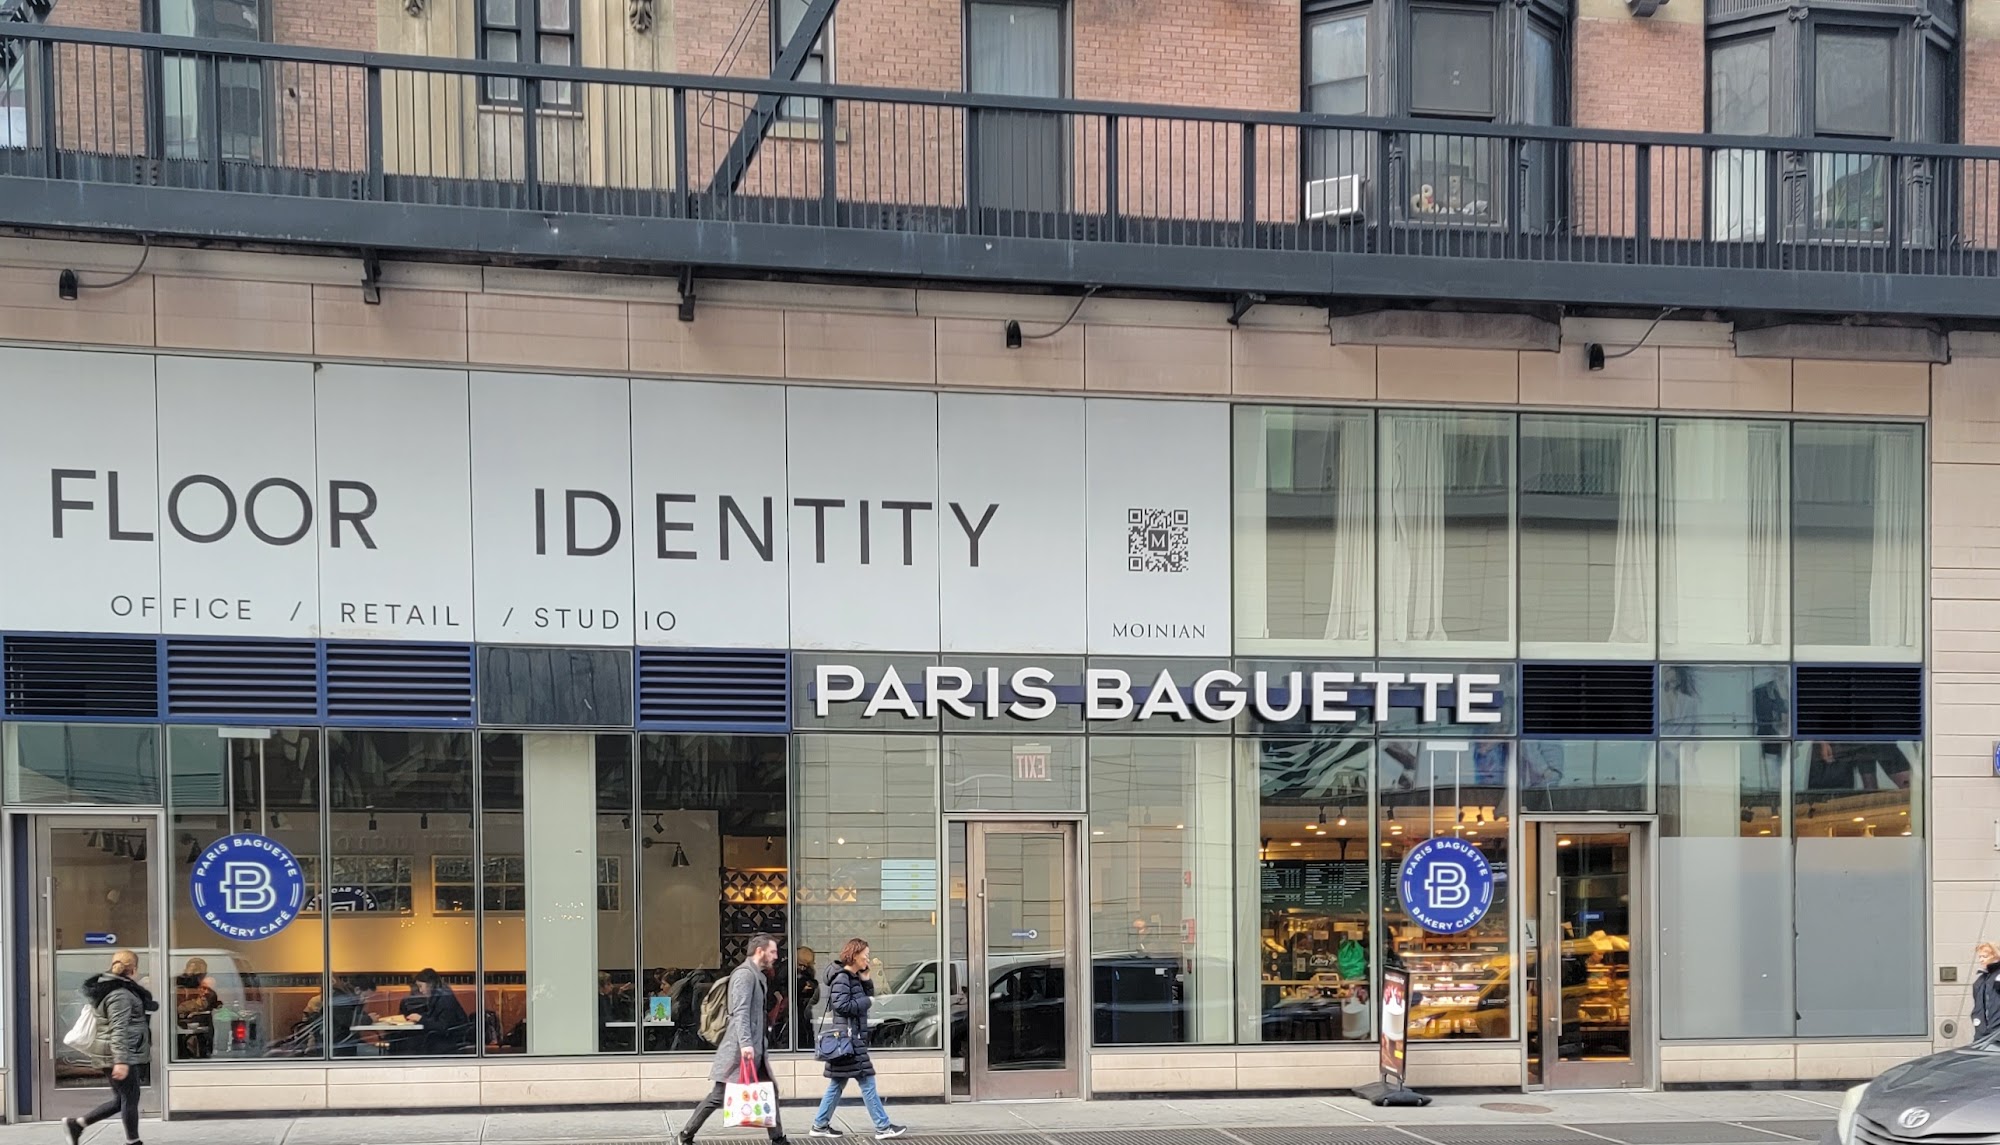 FLOOR IDENTITY
OFFICE / RETAIL / STUDIO
M
MOINIAN
PARIS BAGUETTE
EXIT
PARIS BAGUETTE
B
BAKERY CAFÉ
PARIS BAGUETTE
B
BAKERY CAFÉ